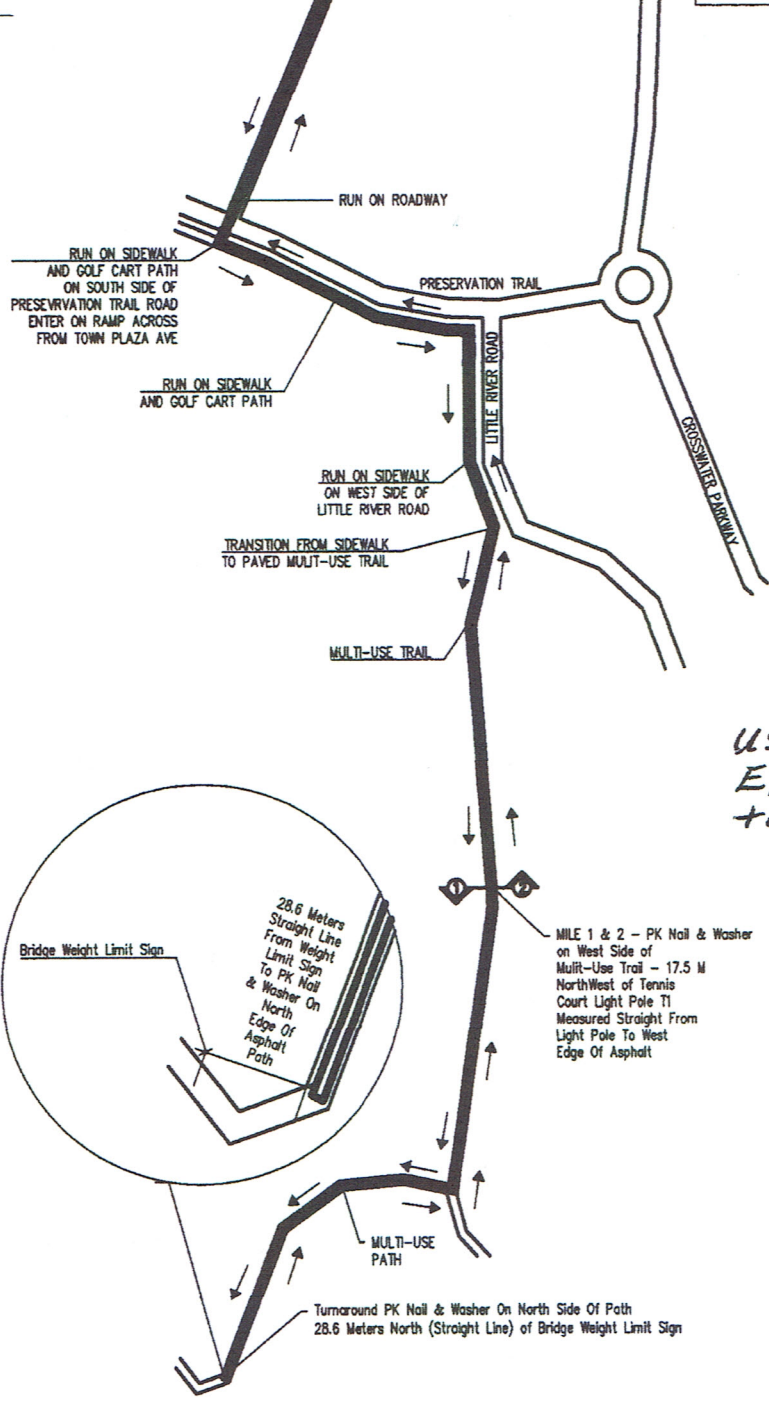 RUN ON ROADWAY
RUN ON SIDEWALK
AND GOLF CART PATH
ON SOUTH SIDE OF
PRESEVRVATION TRAIL ROAD
ENTER ON RAMP ACROSS
FROM TOWN PLAZA AVE
PRESERVATION TRAIL
RUN ON SIDEWALK
AND GOLF CART PATH
LITTLE RIVER ROAD
CROSSWATER PARKWAY
RUN ON SIDEWALK
ON WEST SIDE OF
LITTLE RIVER ROAD
TRANSITION FROM SIDEWALK
TO PAVED MULIT-USE TRAIL
MULTI-USE TRAIL
1
2
MILE 1 & 2 - PK Nail & Washer
on West Side of
Mulit-Use Trail - 17.5 M
NorthWest of Tennis
Court Light Pole T1
Measured Straight From
Light Pole To West
Edge Of Asphalt
28.6 Meters
Straight Line
From Weight
Limit Sign
To PK Nail
& Washer On
North
Edge Of
Asphalt
Path
Bridge Weight Limit Sign
MULTI-USE
PATH
Turnaround PK Nail & Washer On North Side Of Path
28.6 Meters North (Straight Line) of Bridge Weight Limit Sign